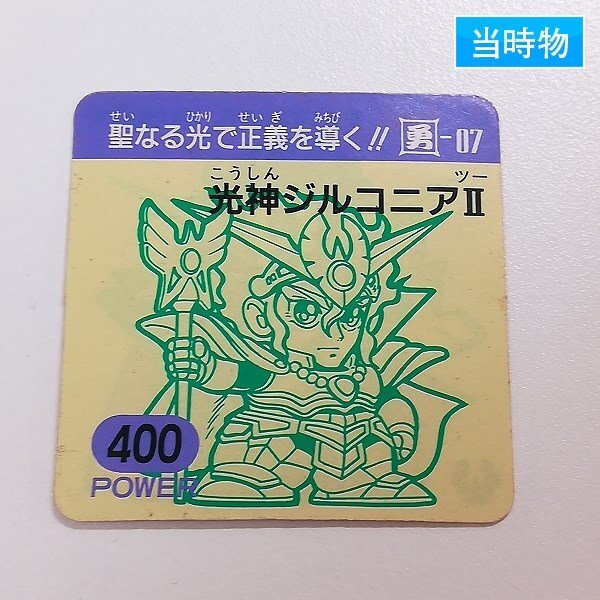 当時物
せい ひかり せい ぎ みちび
聖なる光で正義を導く!! 勇-07
こうしん ツー
光神ジルコニアII
400
POWER